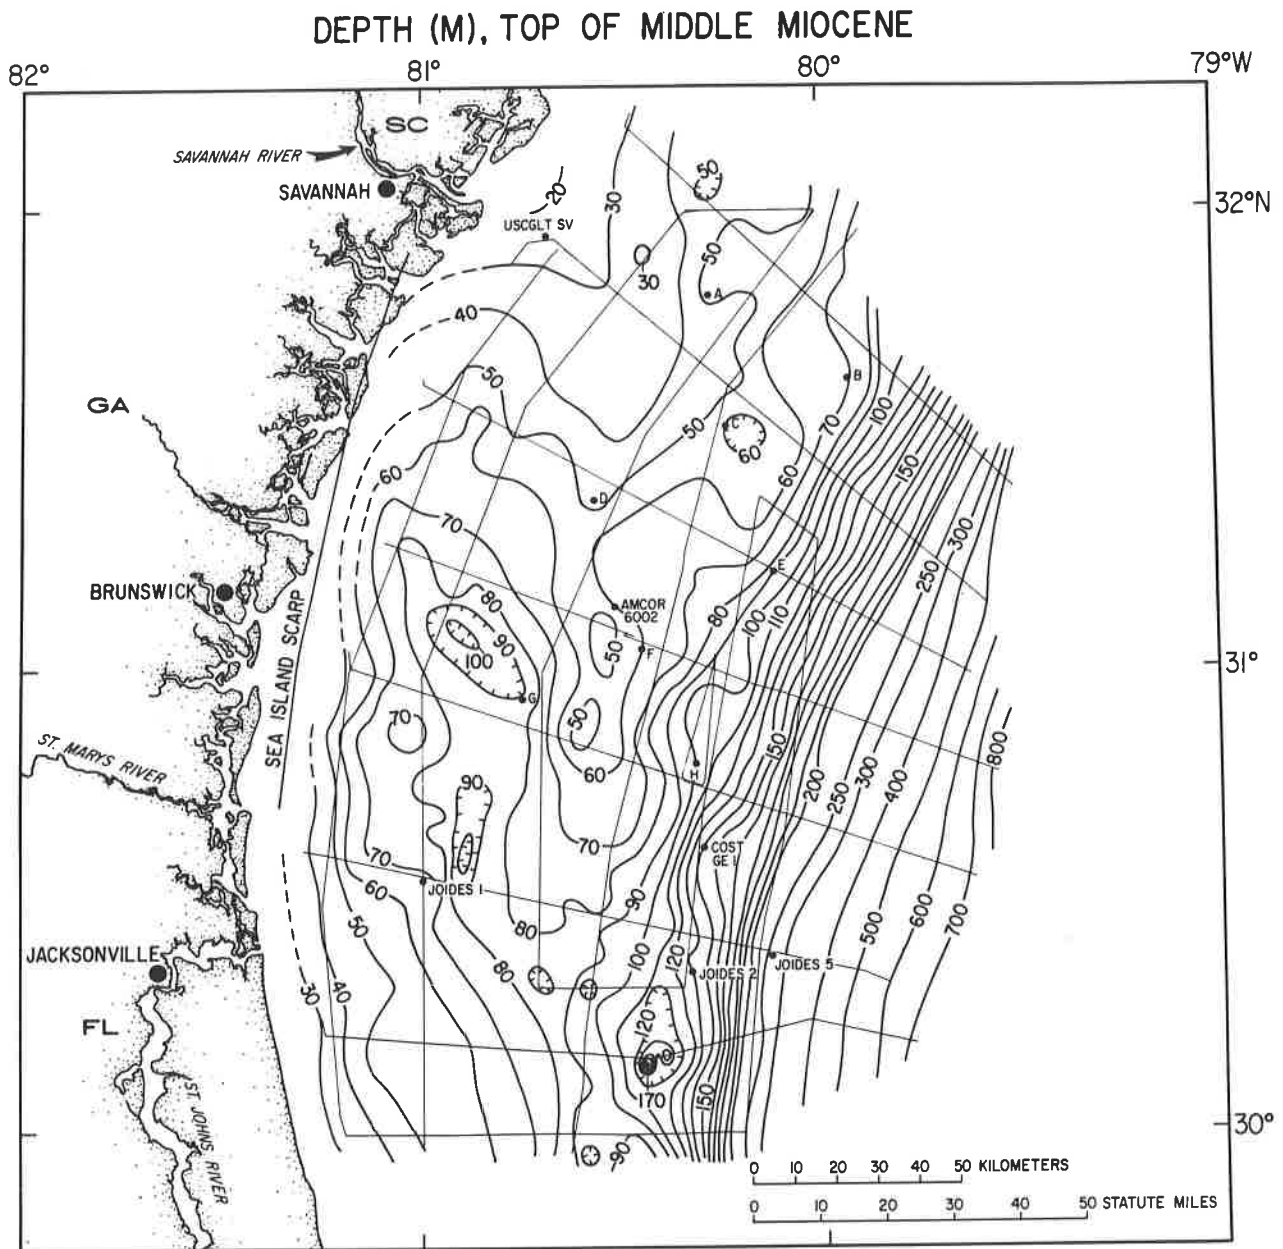 DEPTH (M), TOP OF MIDDLE MIOCENE
82° 81° 80° 79°W
SC
SAVANNAH RIVER
SAVANNAH
32°N
20
30
50
USCGLT SV
50
30
A
40
B
50
100
70
GA
50
C
60
150
60
60
D
70
300
250
E
BRUNSWICK
80
AMCOR
6002
80
100
110
90
100
50
F
31°
SEA ISLAND SCARP
G
70
50
ST. MARYS RIVER
800
150
60
H
90
200
250
300
400
70
COST
GE 1
70
JOIDES 1
60
90
80
500
600
700
50
JACKSONVILLE
100
120
80
JOIDES 2
JOIDES 5
30
40
FL
120
170
150
ST. JOHNS RIVER
90
30°
0 10 20 30 40 50 KILOMETERS
0 10 20 30 40 50 STATUTE MILES
81° 80°